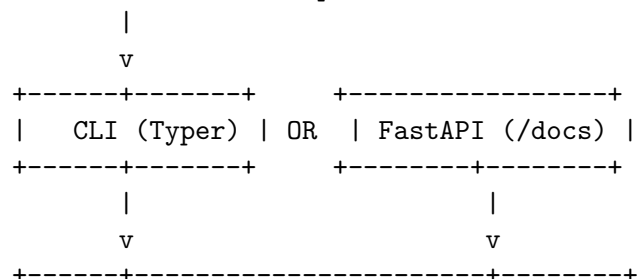 |
v
+------+-------+     +-----------------+
|   CLI (Typer) | OR  | FastAPI (/docs) |
+------+-------+     +--------+--------+
|                       |
v                       v
+------+----------------------+--------+